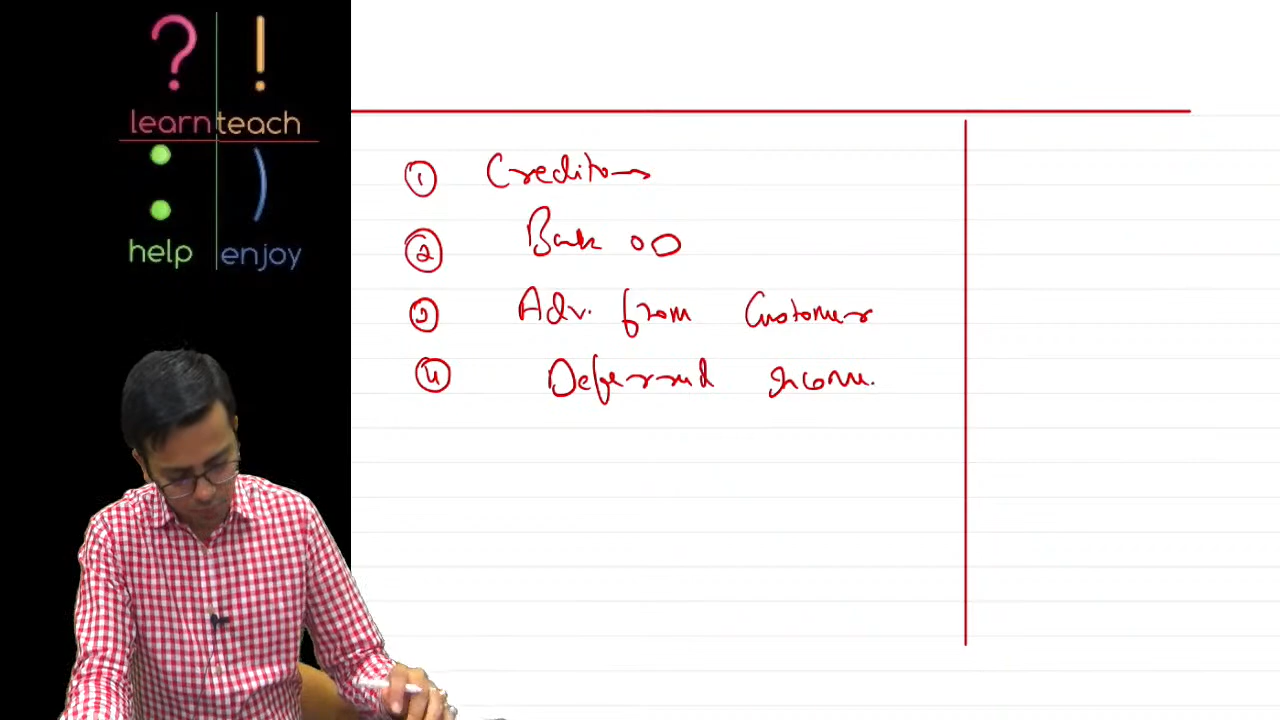 ? !
learn teach
: )
help enjoy
① Creditors
② Bank OD
③ Adv. from Customer
④ Deferred Income.